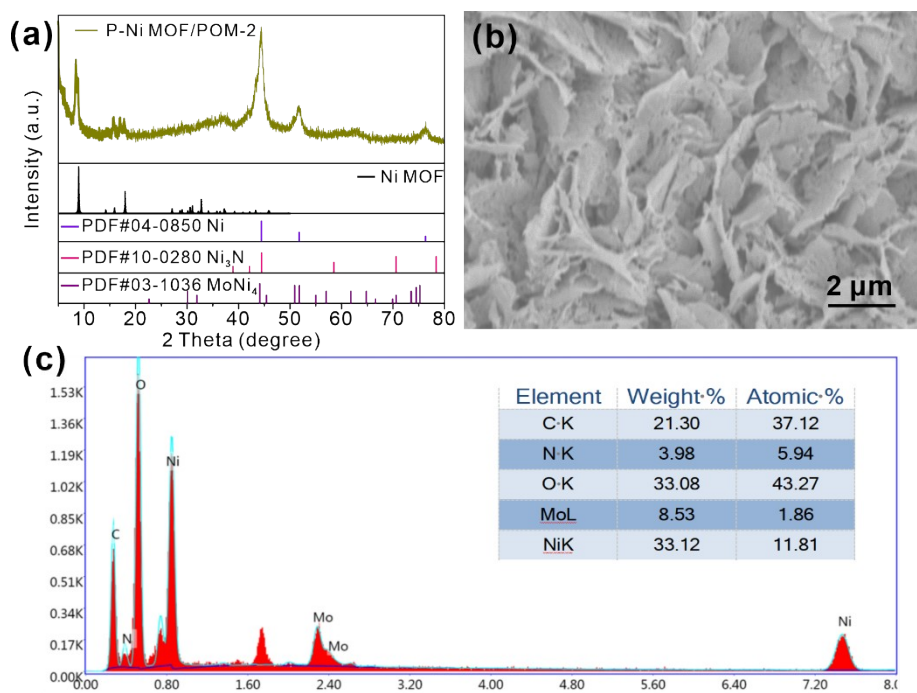 (a)
P-Ni MOF/POM-2
Ni MOF
PDF#04-0850 Ni
PDF#10-0280 Ni₃N
PDF#03-1036 MoNi₄
Intensity (a.u.)
10 20 30 40 50 60 70 80
2 Theta (degree)
(b)
2 μm
(c)
1.53K
1.36K
1.19K
1.02K
0.85K
0.68K
0.51K
0.34K
0.17K
0.00K
C
N
O
Ni
Mo
Mo
Ni
0.00 0.80 1.60 2.40 3.20 4.00 4.80 5.60 6.40 7.20 8.0
Element Weight·% Atomic·%
C·K 21.30 37.12
N·K 3.98 5.94
O·K 33.08 43.27
MoL 8.53 1.86
NiK 33.12 11.81